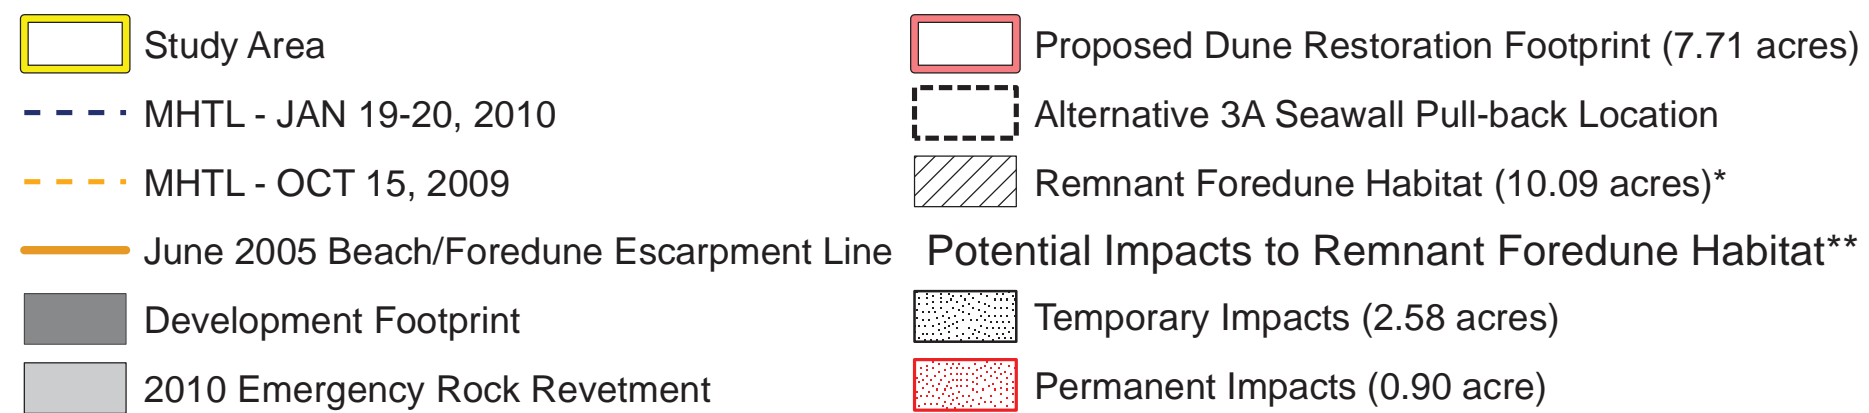 Study Area
MHTL - JAN 19-20, 2010
MHTL - OCT 15, 2009
June 2005 Beach/Foredune Escarpment Line
Development Footprint
2010 Emergency Rock Revetment
Proposed Dune Restoration Footprint (7.71 acres)
Alternative 3A Seawall Pull-back Location
Remnant Foredune Habitat (10.09 acres)*
Potential Impacts to Remnant Foredune Habitat**
Temporary Impacts (2.58 acres)
Permanent Impacts (0.90 acre)